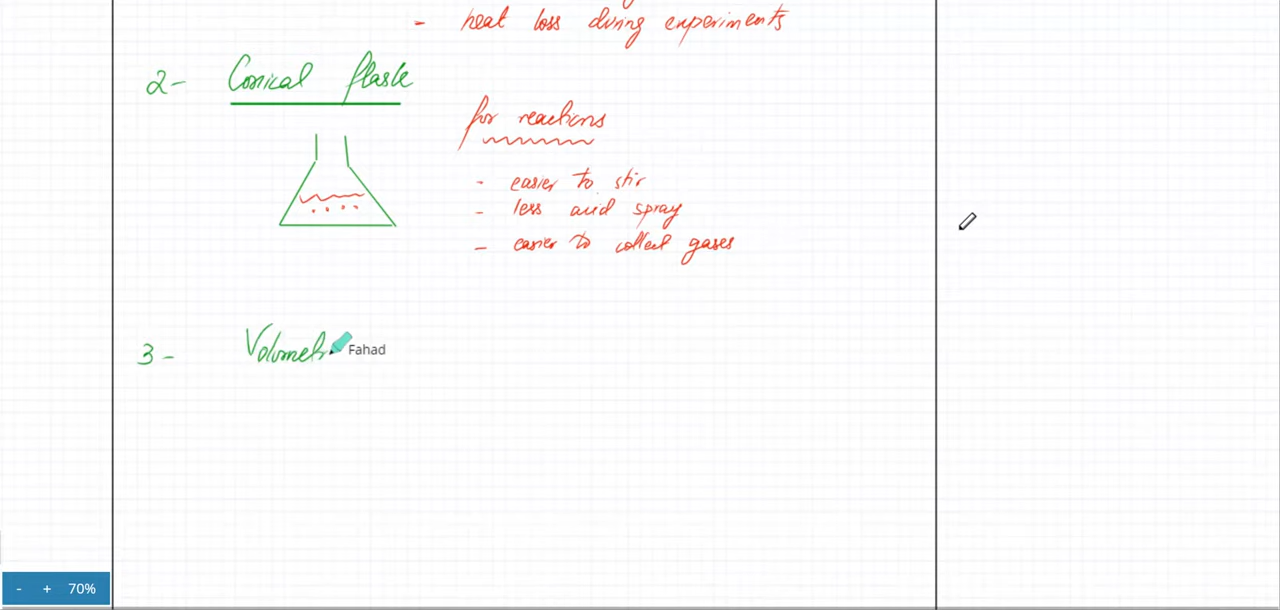 - heat loss during experiments
2- Conical flask
for reactions
- easier to stir
- less acid spray
- easier to collect gases
3- Volumetr
Fahad
- + 70%